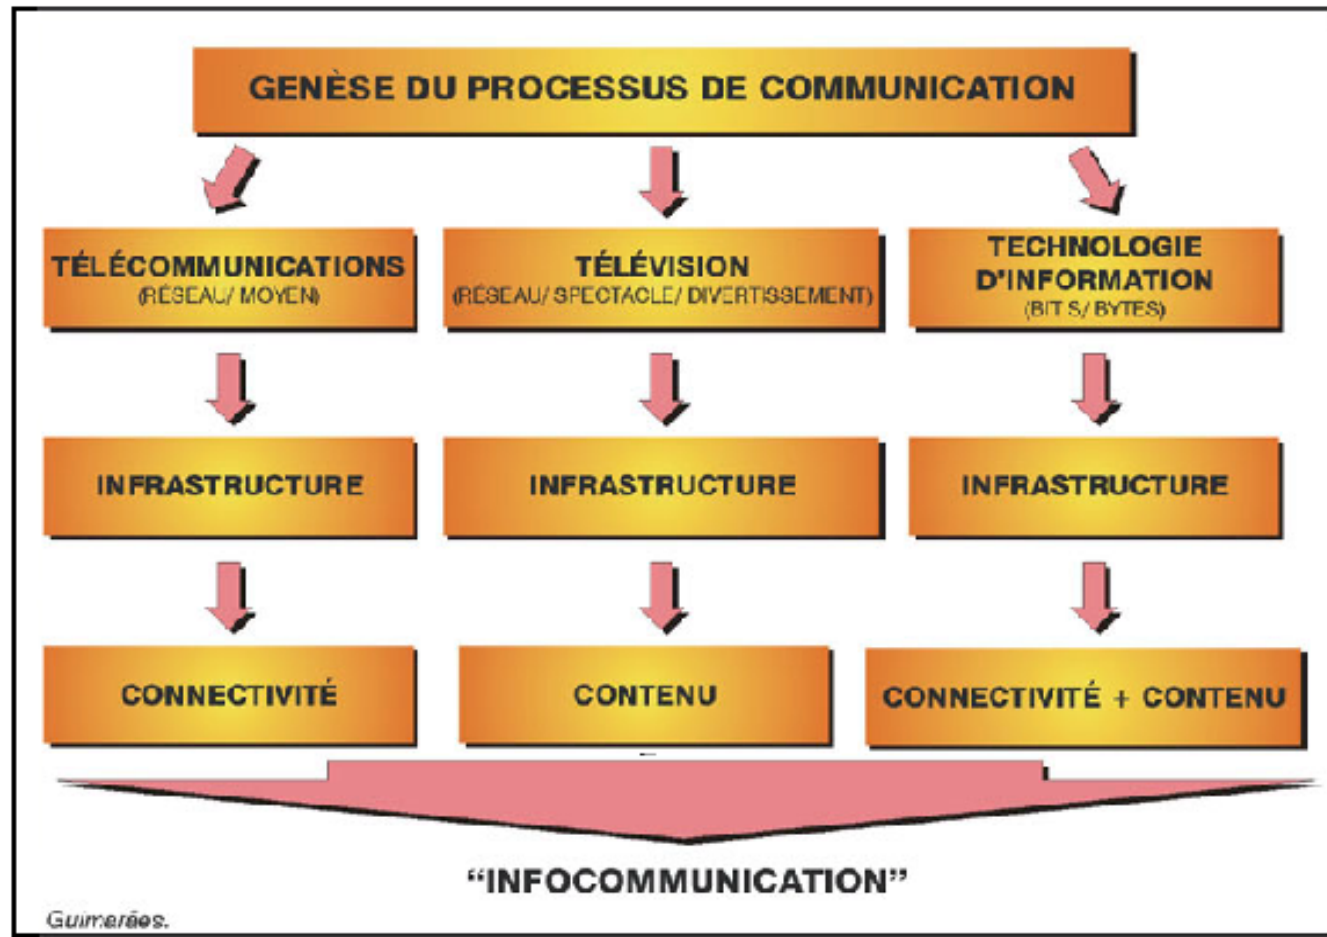 GENÈSE DU PROCESSUS DE COMMUNICATION
TÉLÉCOMMUNICATIONS
(RÉSEAU/ MOYEN)
TÉLÉVISION
(RÉSEAU/ SPECTACLE/ DIVERTISSEMENT)
TECHNOLOGIE
D'INFORMATION
(BITS/ BYTES)
INFRASTRUCTURE
INFRASTRUCTURE
INFRASTRUCTURE
CONNECTIVITÉ
CONTENU
CONNECTIVITÉ + CONTENU
“INFOCOMMUNICATION”
Guimarães.